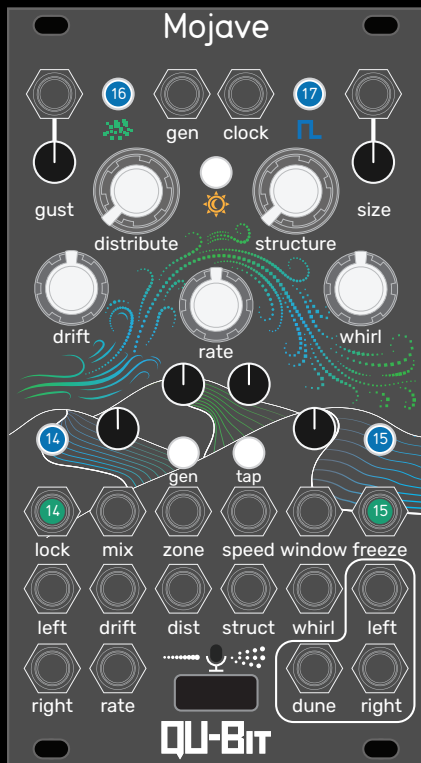 Mojave
16 gen clock 17
gust size
distribute structure
drift rate whirl
14 15
gen tap
14 15
lock mix zone speed window freeze
left drift dist struct whirl left
right rate dune right
QU-Bit